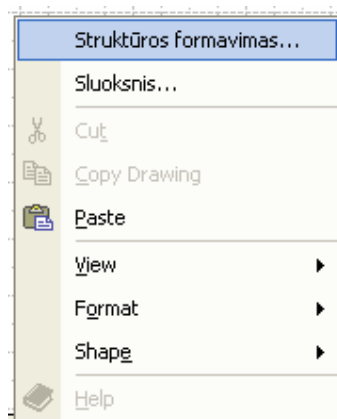 Struktūros formavimas...
Sluoksnis...
Cut
Copy Drawing
Paste
View
Format
Shape
Help